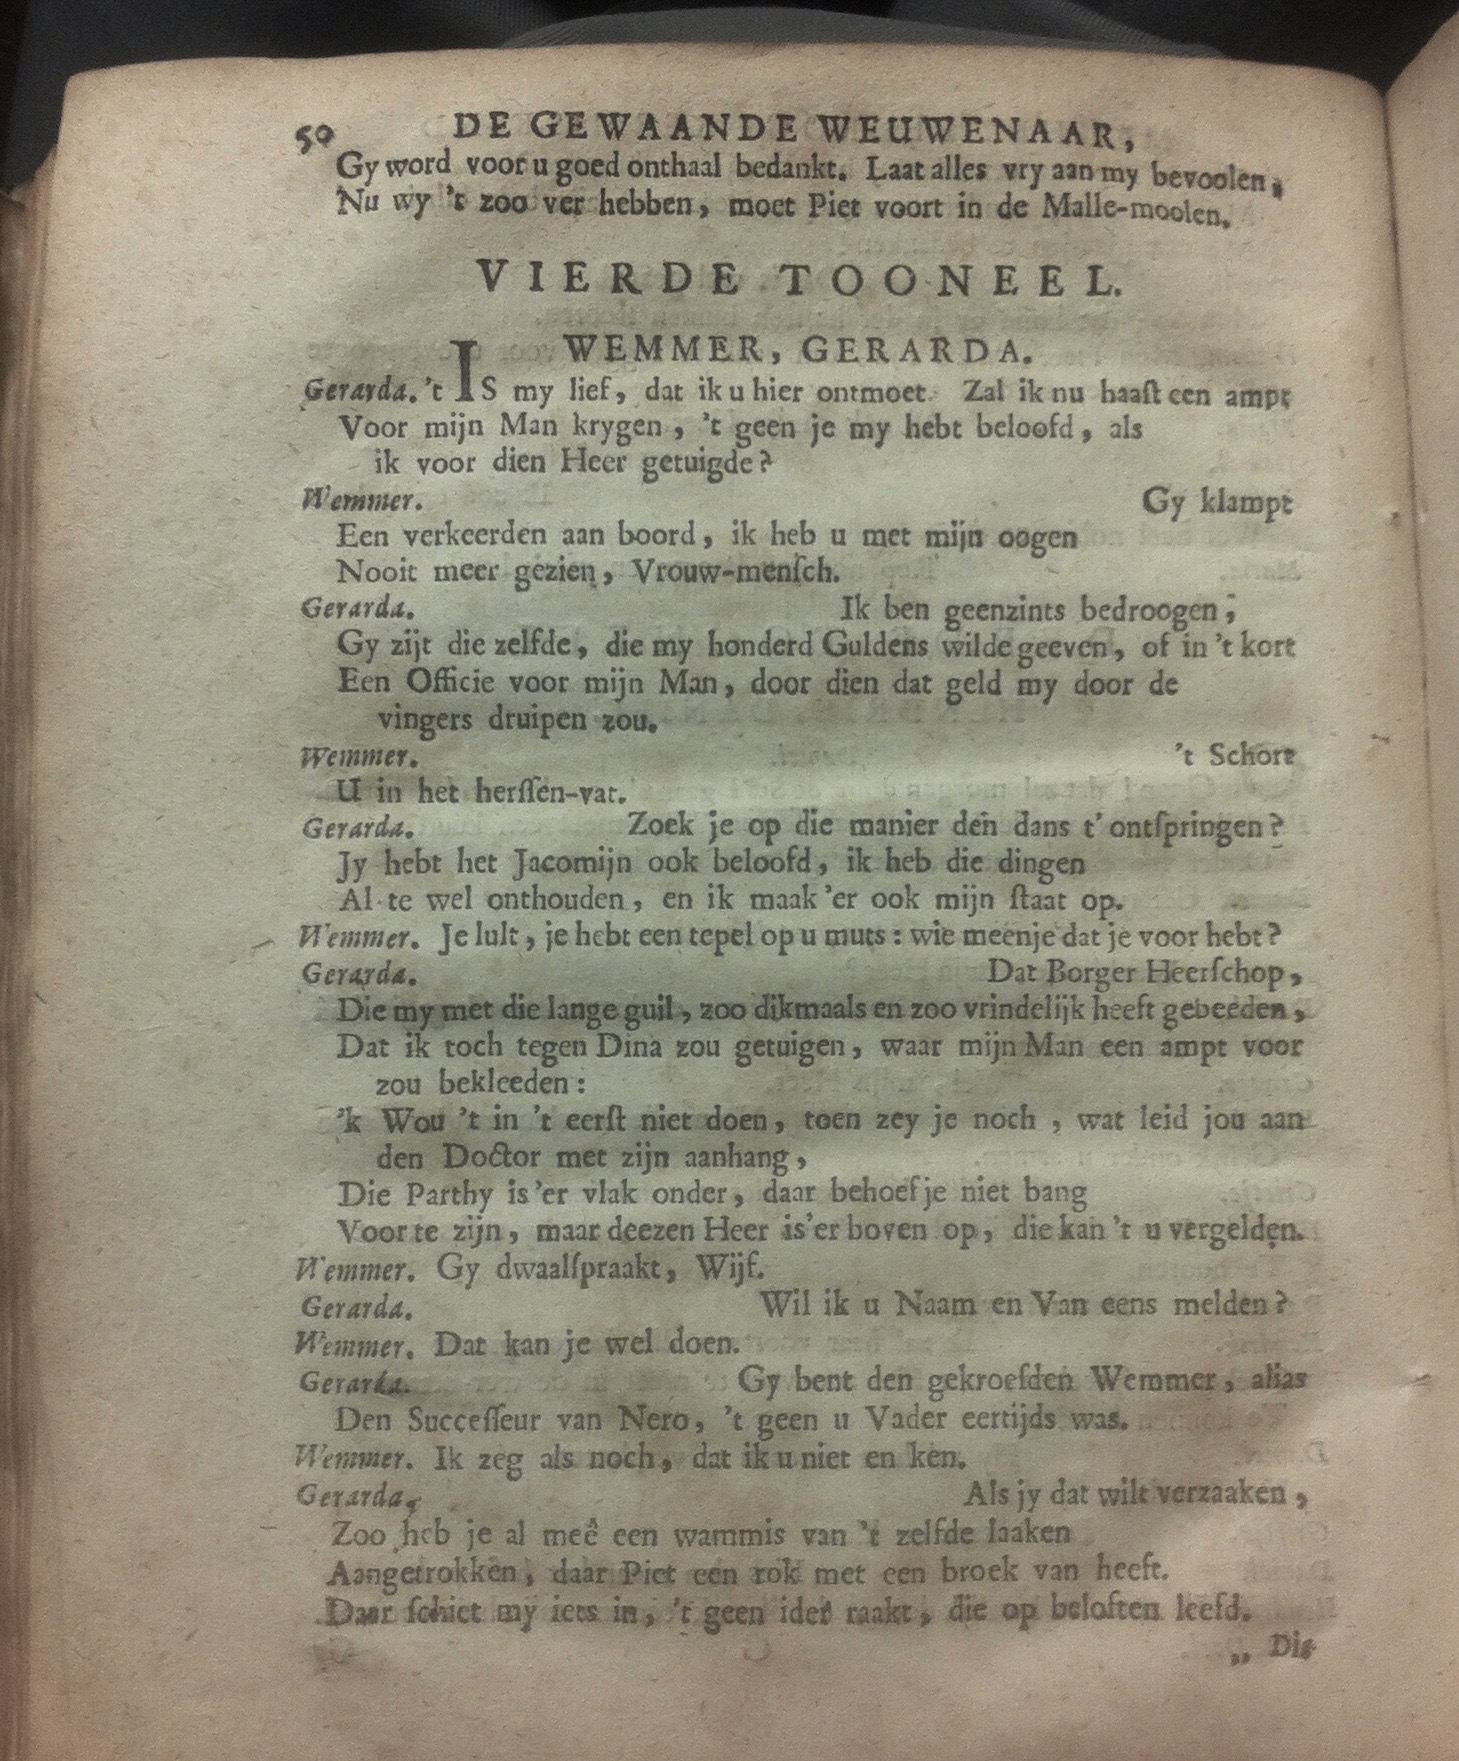 50 DE GEWAANDE WEUWENAAR,
Gy word voor u goed onthaal bedankt. Laat alles vry aan my bevoolen,
Nu wy 't zoo ver hebben, moet Piet voort in de Malle-moolen.
VIERDE TOONEEL.
WEMMER, GERARDA.
Gerarda. 't IS my lief, dat ik u hier ontmoet. Zal ik nu haaſt een ampt
Voor mijn Man krygen, 't geen je my hebt beloofd, als
ik voor dien Heer getuigde?
Wemmer. Gy klampt
Een verkeerden aan boord, ik heb u met mijn oogen
Nooit meer gezien, Vrouw-menſch.
Gerarda. Ik ben geenzints bedroogen;
Gy zijt die zelfde, die my honderd Guldens wilde geeven, of in 't kort
Een Officie voor mijn Man, door dien dat geld my door de
vingers druipen zou.
Wemmer. 't Schort
U in het herſſen-vat.
Gerarda. Zoek je op die manier den dans t' ontſpringen?
Jy hebt het Jacomijn ook beloofd, ik heb die dingen
Al te wel onthouden, en ik maak 'er ook mijn ſtaat op.
Wemmer. Je lult, je hebt een tepel op u muts: wie meenje dat je voor hebt?
Gerarda. Dat Borger Heerſchop,
Die my met die lange guil, zoo dikmaals en zoo vrindelijk heeft gebeeden,
Dat ik toch tegen Dina zou getuigen, waar mijn Man een ampt voor
zou bekleeden:
'k Wou 't in 't eerſt niet doen, toen zey je noch, wat leid jou aan
den Doctor met zijn aanhang,
Die Parthy is 'er vlak onder, daar behoef je niet bang
Voor te zijn, maar deezen Heer is 'er boven op, die kan 't u vergelden.
Wemmer. Gy dwaalſpraakt, Wijf.
Gerarda. Wil ik u Naam en Van eens melden?
Wemmer. Dat kan je wel doen.
Gerarda. Gy bent den gekroeſden Wemmer, alias
Den Succeſſeur van Nero, 't geen u Vader eertijds was.
Wemmer. Ik zeg als noch, dat ik u niet en ken.
Gerarda. Als jy dat wilt verzaaken,
Zoo heb je al meê een wammis van 't zelfde laaken
Aangetrokken, daar Piet een rok met een broek van heeft.
Daar ſchiet my iets in, 't geen ider raakt, die op beloften leefd.
„ Die